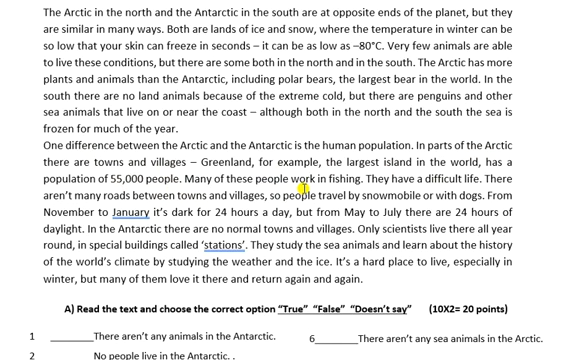 The Arctic in the north and the Antarctic in the south are at opposite ends of the planet, but they
are similar in many ways. Both are lands of ice and snow, where the temperature in winter can be
so low that your skin can freeze in seconds – it can be as low as –80°C. Very few animals are able
to live these conditions, but there are some both in the north and in the south. The Arctic has more
plants and animals than the Antarctic, including polar bears, the largest bear in the world. In the
south there are no land animals because of the extreme cold, but there are penguins and other
sea animals that live on or near the coast – although both in the north and the south the sea is
frozen for much of the year.
One difference between the Arctic and the Antarctic is the human population. In parts of the Arctic
there are towns and villages – Greenland, for example, the largest island in the world, has a
population of 55,000 people. Many of these people work in fishing. They have a difficult life. There
aren't many roads between towns and villages, so people travel by snowmobile or with dogs. From
November to January it's dark for 24 hours a day, but from May to July there are 24 hours of
daylight. In the Antarctic there are no normal towns and villages. Only scientists live there all year
round, in special buildings called 'stations'. They study the sea animals and learn about the history
of the world's climate by studying the weather and the ice. It's a hard place to live, especially in
winter, but many of them love it there and return again and again.
A) Read the text and choose the correct option "True" "False" "Doesn't say" (10X2= 20 points)
1 ________There aren't any animals in the Antarctic. 6________There aren't any sea animals in the Arctic.
2 No people live in the Antarctic. .